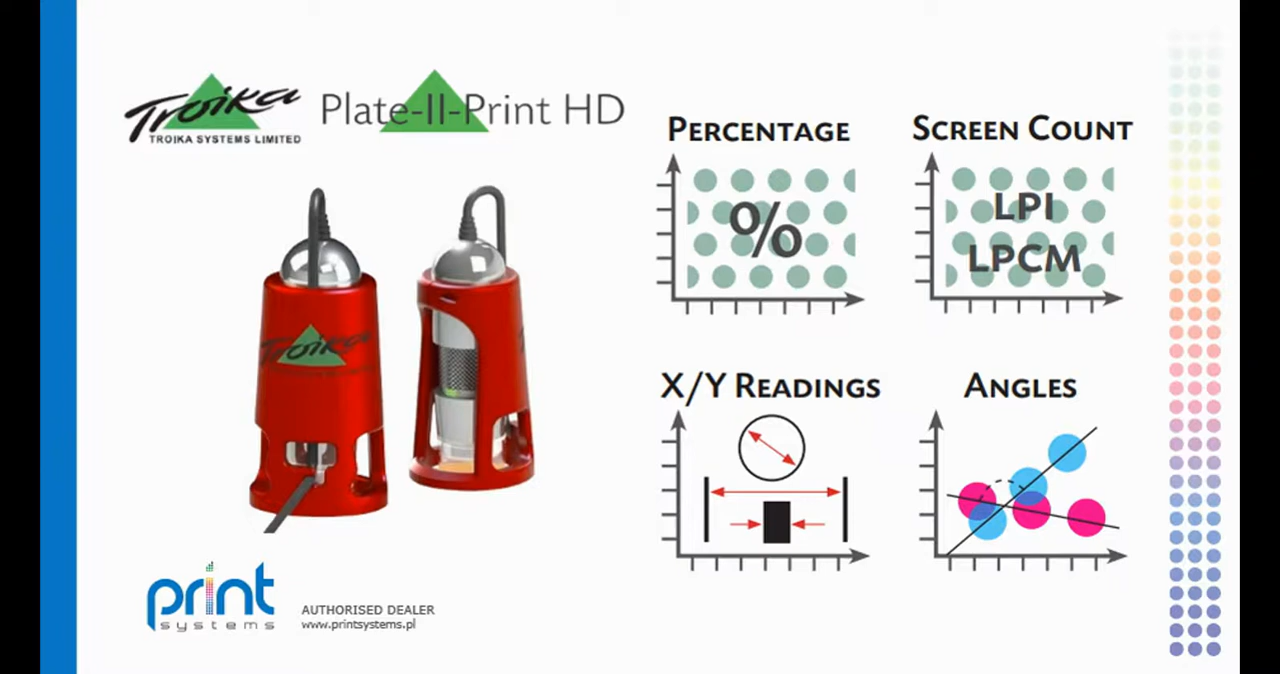 Troika
TROIKA SYSTEMS LIMITED
Plate-II-Print HD
PERCENTAGE
%
SCREEN COUNT
LPI
LPCM
Troika
X/Y READINGS
ANGLES
print
systems
AUTHORISED DEALER
www.printsystems.pl